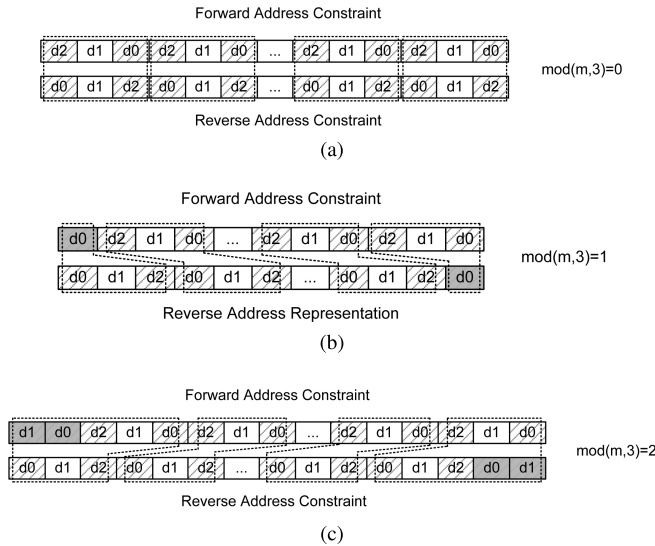 Forward Address Constraint
d2 d1 d0 d2 d1 d0 ... d2 d1 d0 d2 d1 d0
mod(m,3)=0
d0 d1 d2 d0 d1 d2 ... d0 d1 d2 d0 d1 d2
Reverse Address Constraint
(a)
Forward Address Constraint
d0 d2 d1 d0 ... d2 d1 d0 d2 d1 d0
mod(m,3)=1
d0 d1 d2 d0 d1 d2 ... d0 d1 d2 d0
Reverse Address Representation
(b)
Forward Address Constraint
d1 d0 d2 d1 d0 d2 d1 d0 ... d2 d1 d0 d2 d1 d0
mod(m,3)=2
d0 d1 d2 d0 d1 d2 ... d0 d1 d2 d0 d1 d2 d0 d1
Reverse Address Constraint
(c)